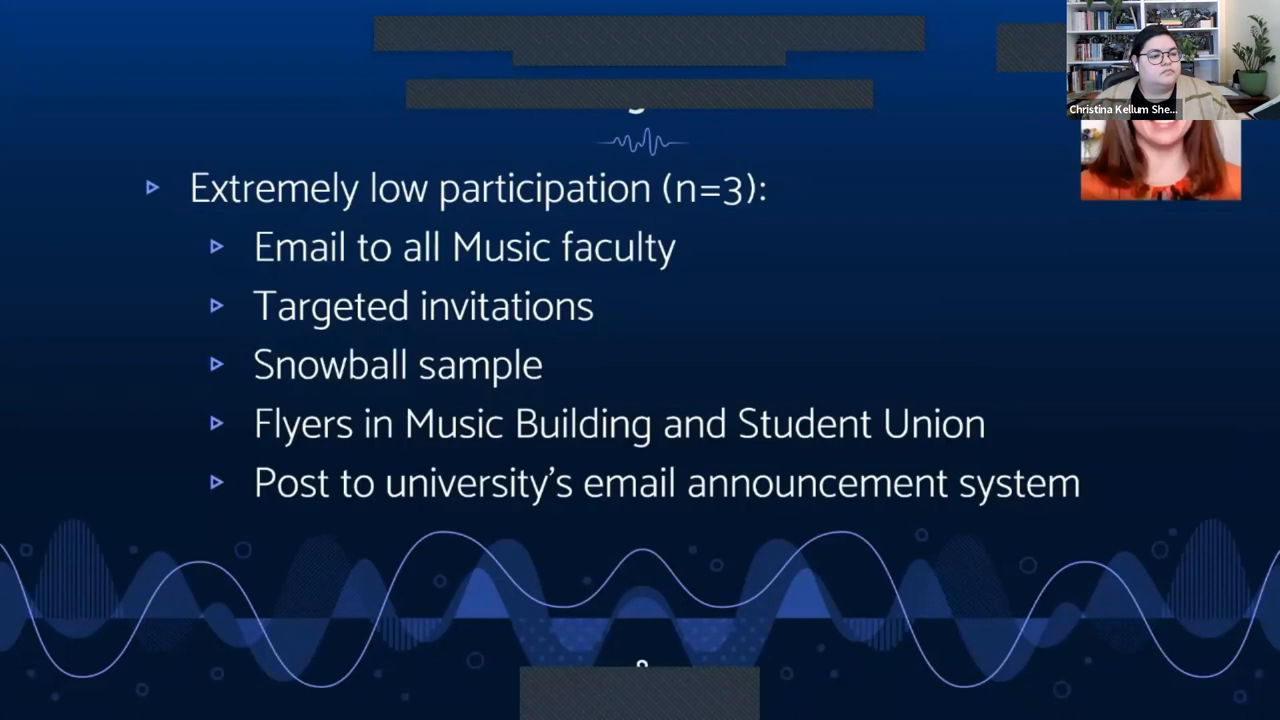 Christina Kellum She...
Extremely low participation (n=3):
Email to all Music faculty
Targeted invitations
Snowball sample
Flyers in Music Building and Student Union
Post to university's email announcement system